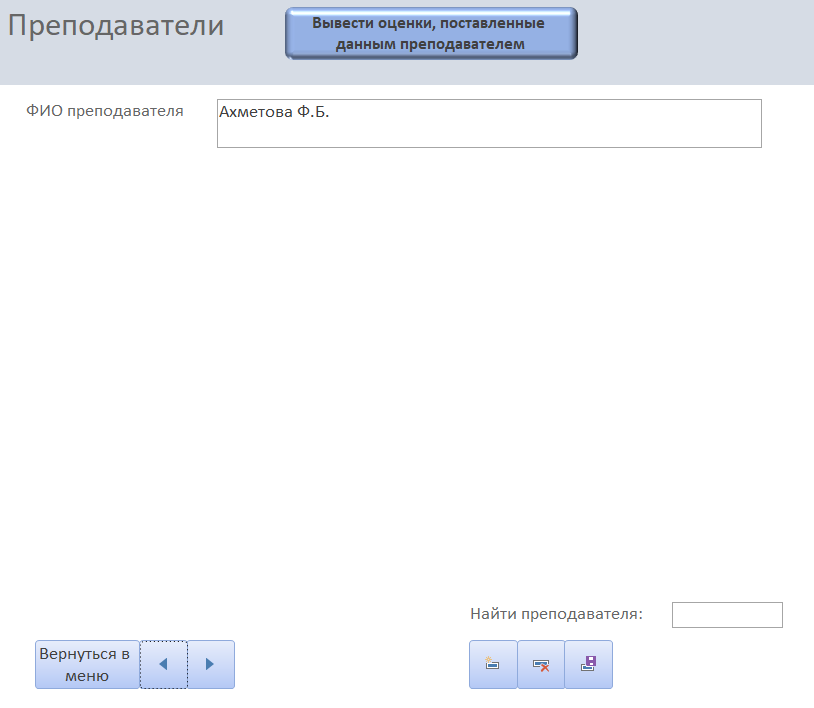 Преподаватели
Вывести оценки, поставленные
данным преподавателем
ФИО преподавателя
Ахметова Ф.Б.
Найти преподавателя:
Вернуться в
меню